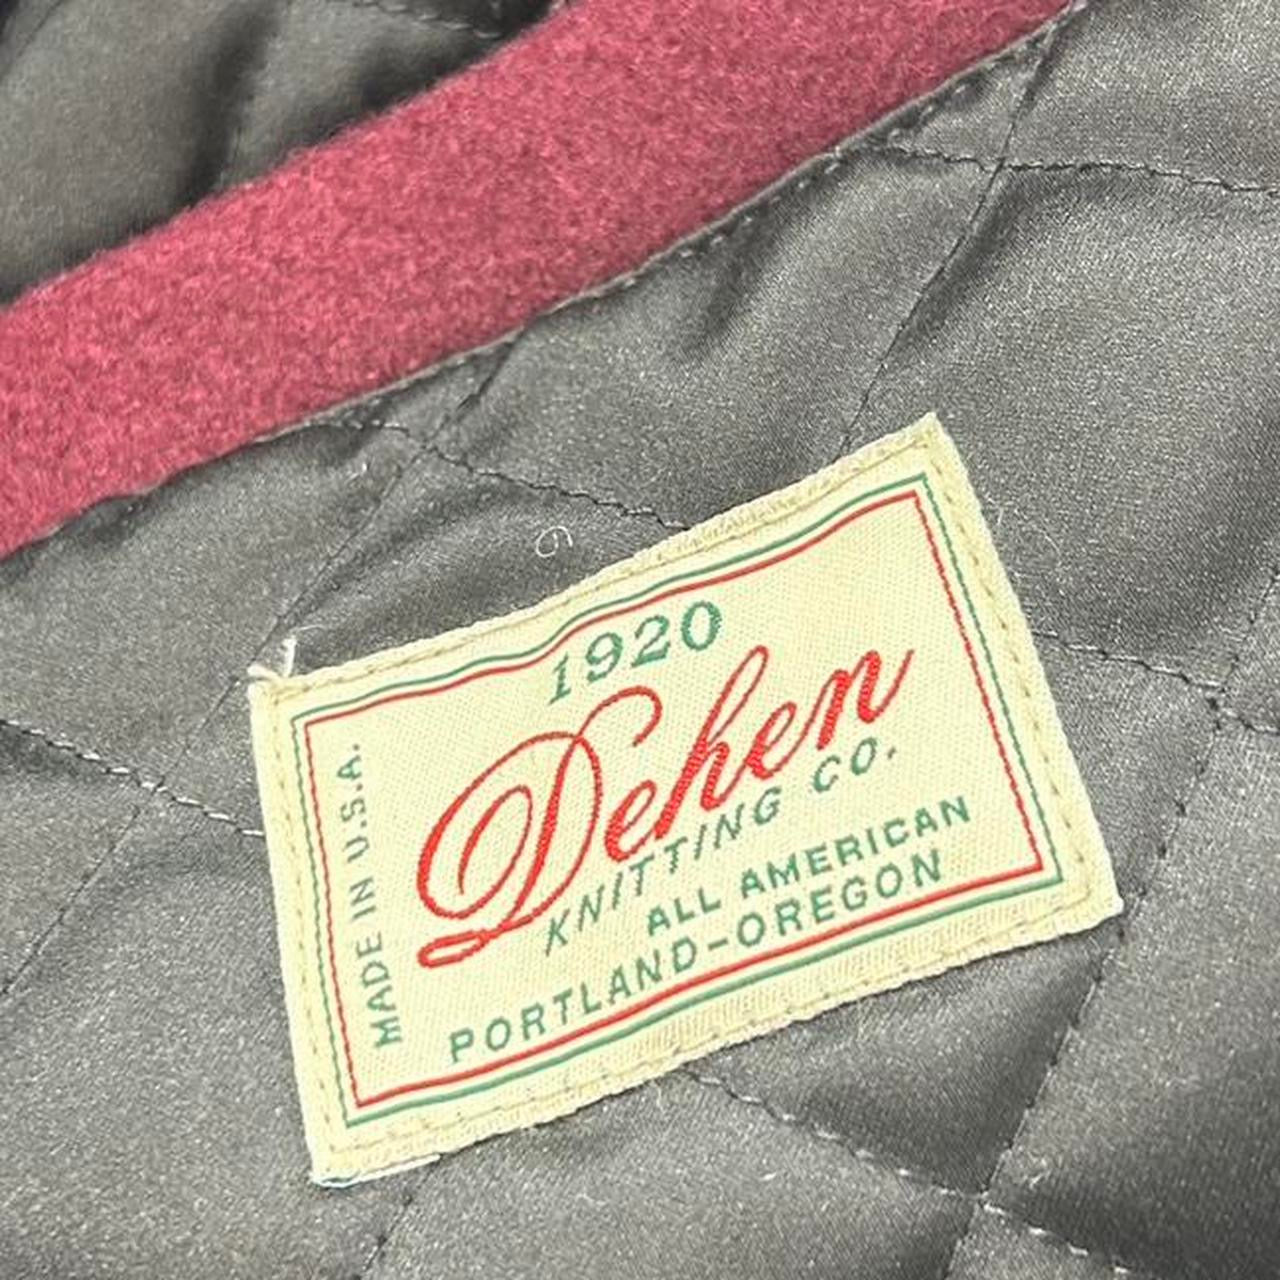 1920
Dehen
KNITTING CO.
ALL AMERICAN
PORTLAND-OREGON
MADE IN U.S.A.